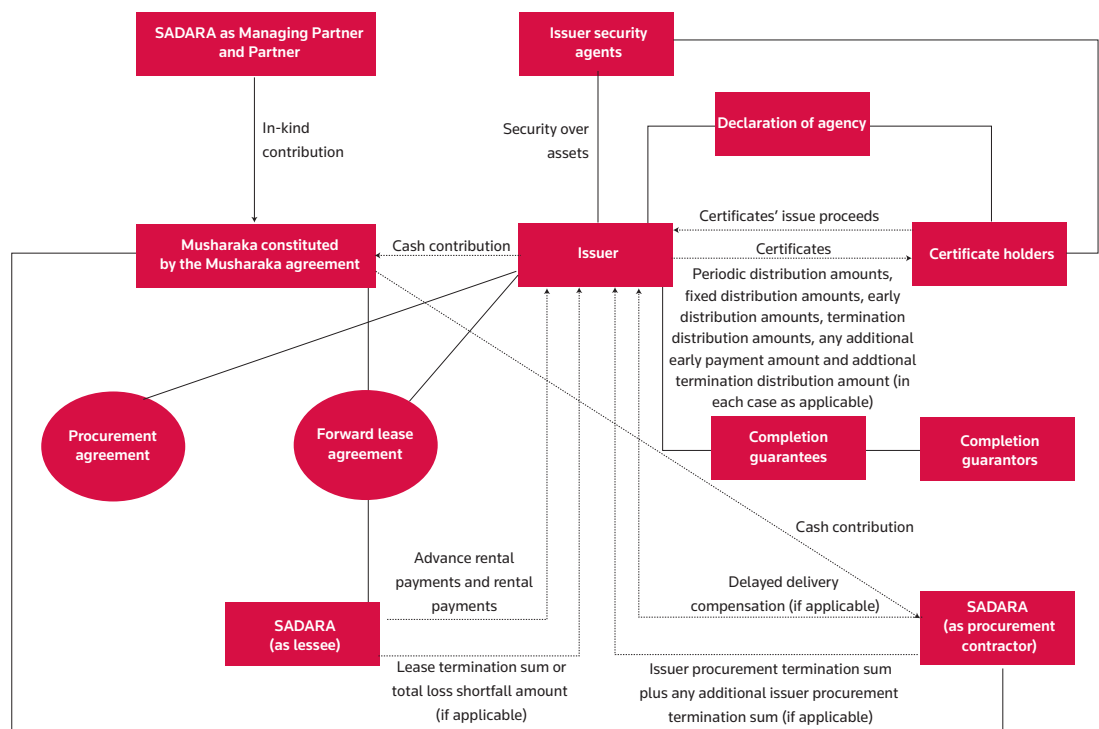 SADARA as Managing Partner
and Partner
Issuer security
agents
Declaration of agency
In-kind
contribution
Security over
assets
Musharaka constituted
by the Musharaka agreement
Cash contribution
Issuer
Certificates’ issue proceeds
Certificates
Certificate holders
Periodic distribution amounts,
fixed distribution amounts, early
distribution amounts, termination
distribution amounts, any additional
early payment amount and addtional
termination distribution amount (in
each case as applicable)
Procurement
agreement
Forward lease
agreement
Completion
guarantees
Completion
guarantors
Cash contribution
Advance rental
payments and rental
payments
Delayed delivery
compensation (if applicable)
SADARA
(as lessee)
SADARA
(as procurement
contractor)
Lease termination sum or
total loss shortfall amount
(if applicable)
Issuer procurement termination sum
plus any additional issuer procurement
termination sum (if applicable)